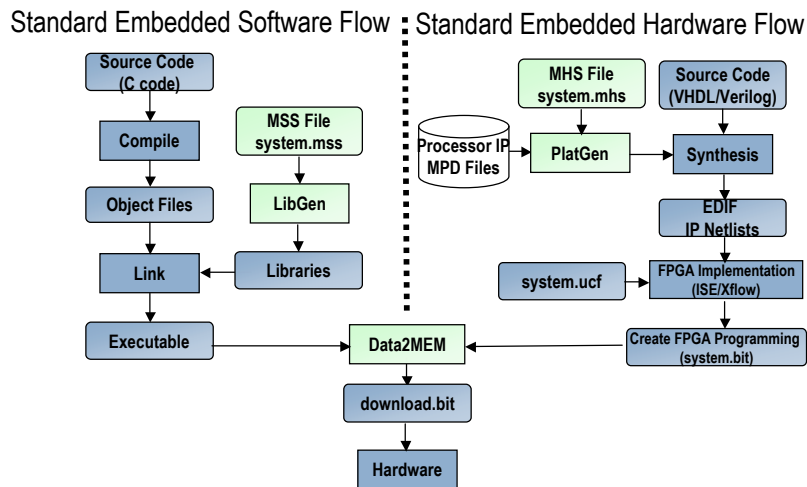 Standard Embedded Software Flow
Standard Embedded Hardware Flow
Source Code
(C code)
MSS File
system.mss
Compile
LibGen
Object Files
Link
Libraries
Executable
MHS File
system.mhs
Source Code
(VHDL/Verilog)
Processor IP
MPD Files
PlatGen
Synthesis
EDIF
IP Netlists
system.ucf
FPGA Implementation
(ISE/Xflow)
Create FPGA Programming
(system.bit)
Data2MEM
download.bit
Hardware